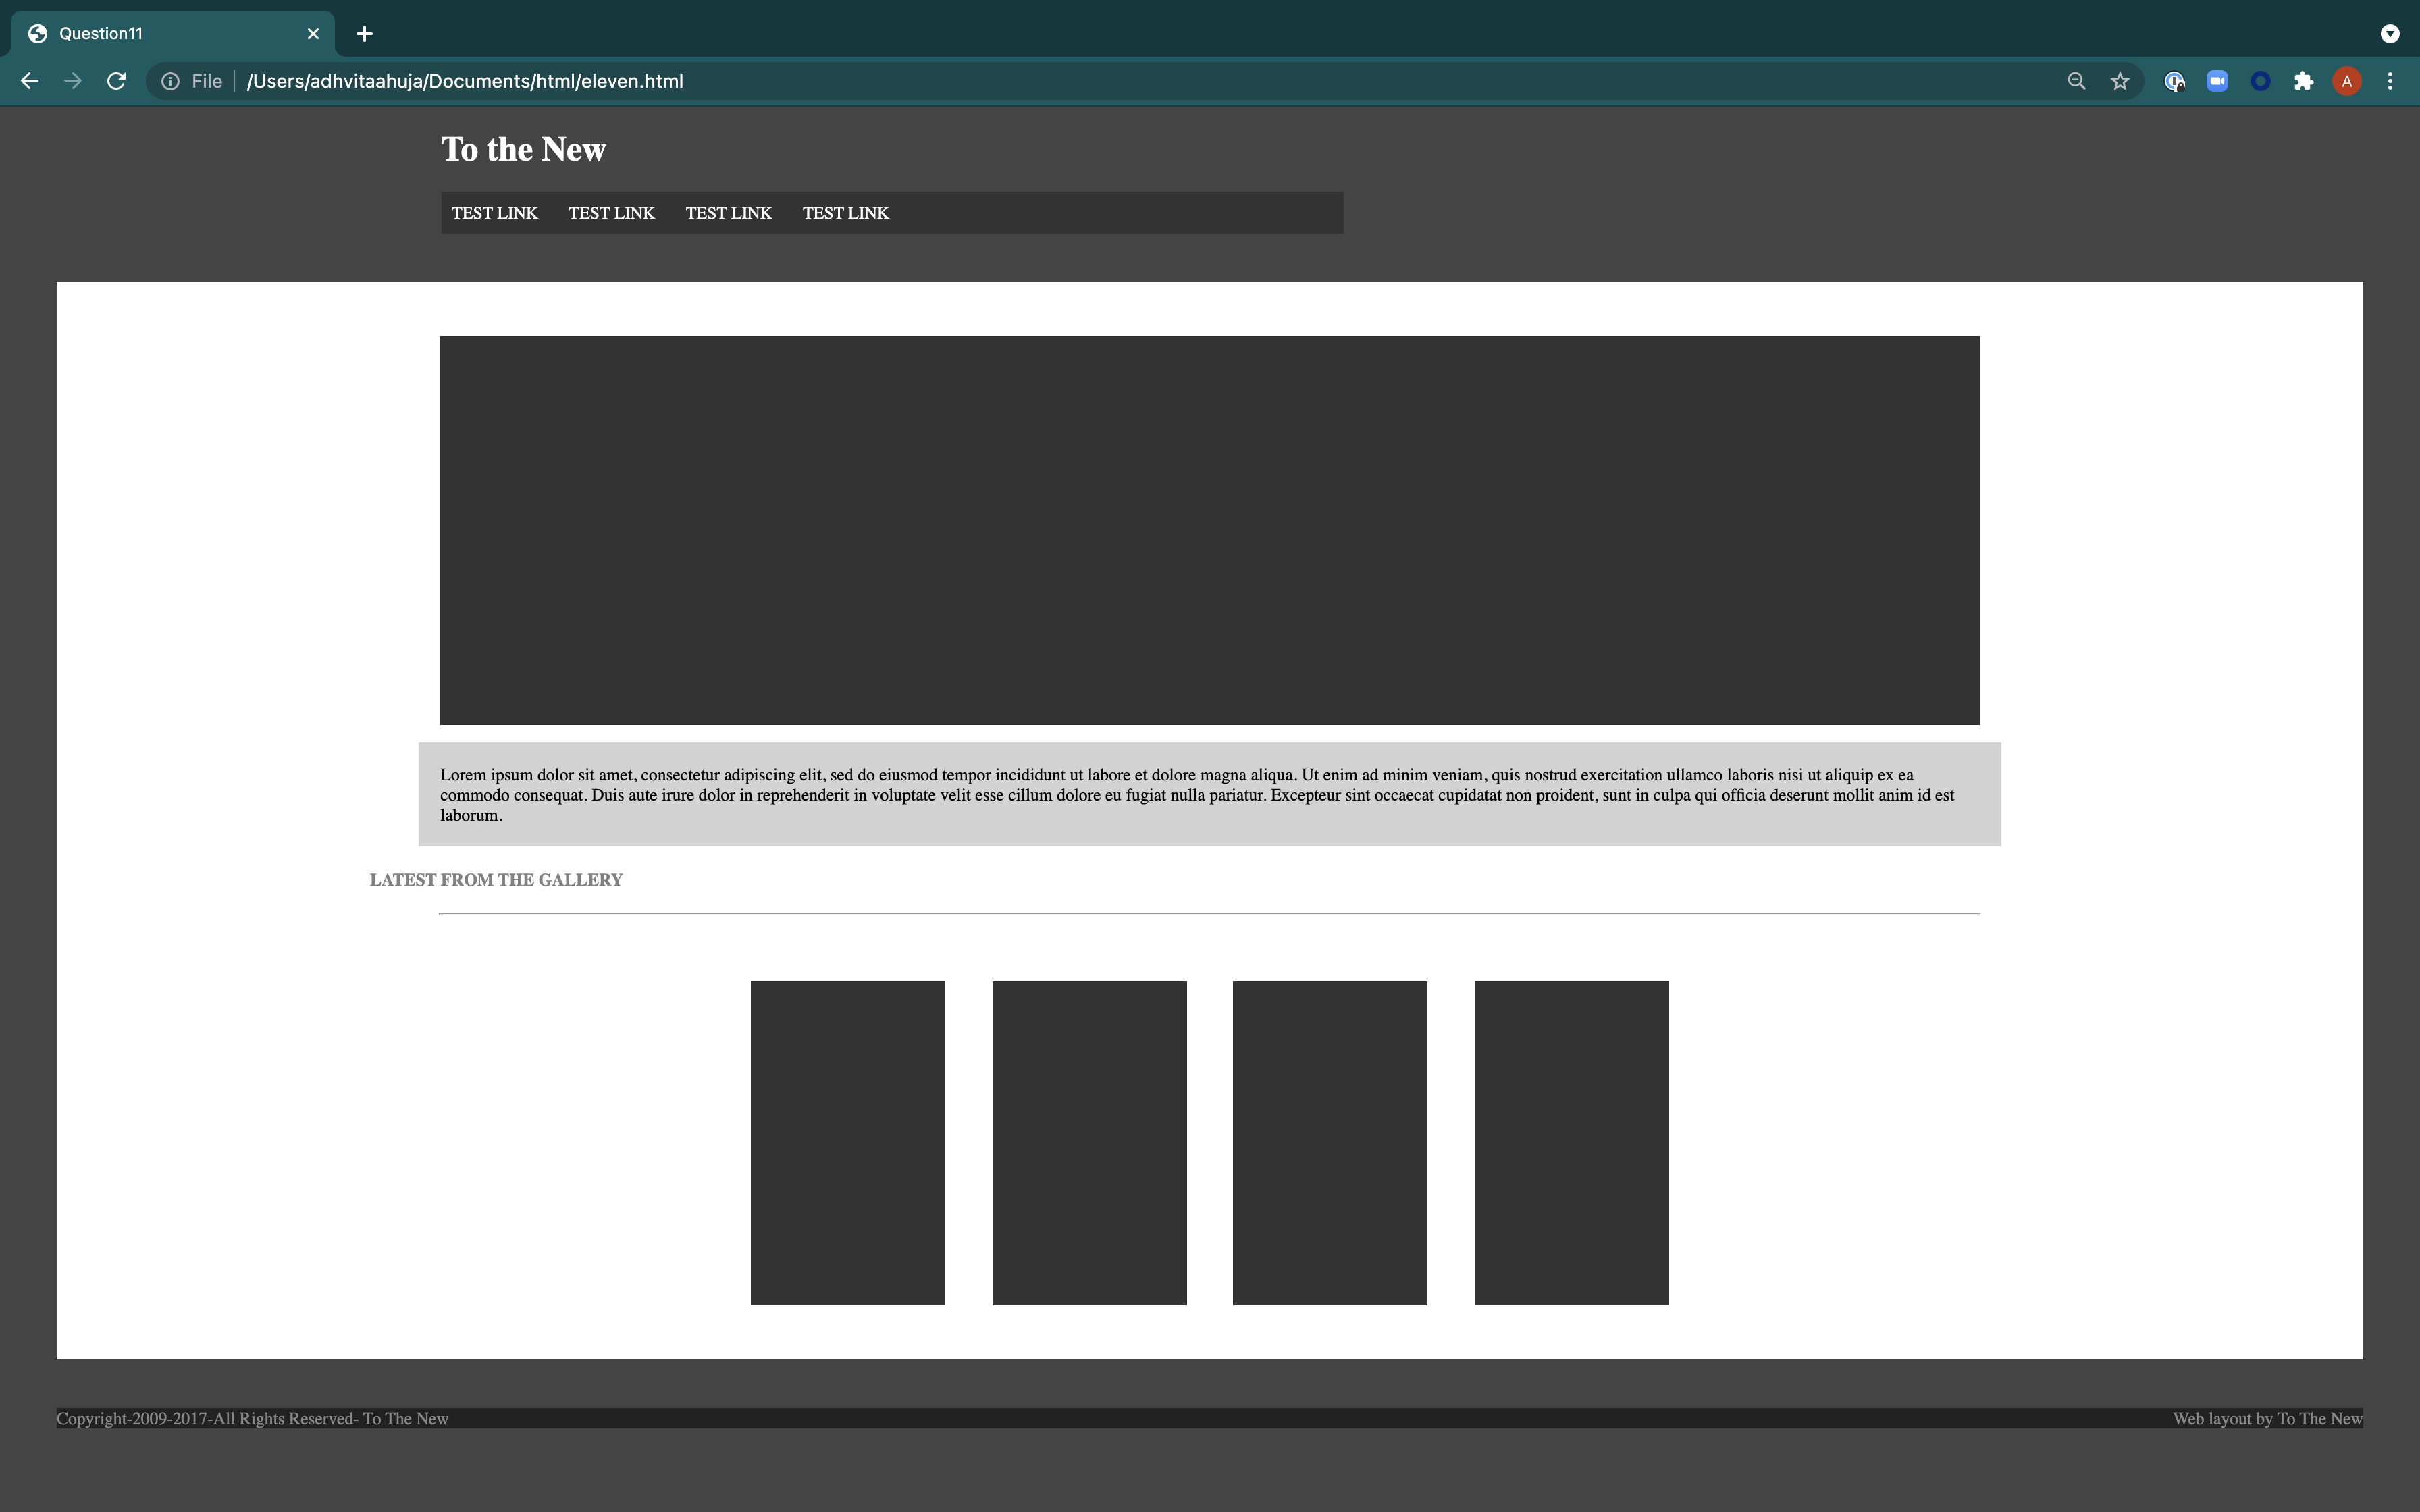 Question11
File /Users/adhvitaahuja/Documents/html/eleven.html
A
To the New
TEST LINK TEST LINK TEST LINK TEST LINK
Lorem ipsum dolor sit amet, consectetur adipiscing elit, sed do eiusmod tempor incididunt ut labore et dolore magna aliqua. Ut enim ad minim veniam, quis nostrud exercitation ullamco laboris nisi ut aliquip ex ea
commodo consequat. Duis aute irure dolor in reprehenderit in voluptate velit esse cillum dolore eu fugiat nulla pariatur. Excepteur sint occaecat cupidatat non proident, sunt in culpa qui officia deserunt mollit anim id est
laborum.
LATEST FROM THE GALLERY
Copyright-2009-2017-All Rights Reserved- To The New
Web layout by To The New